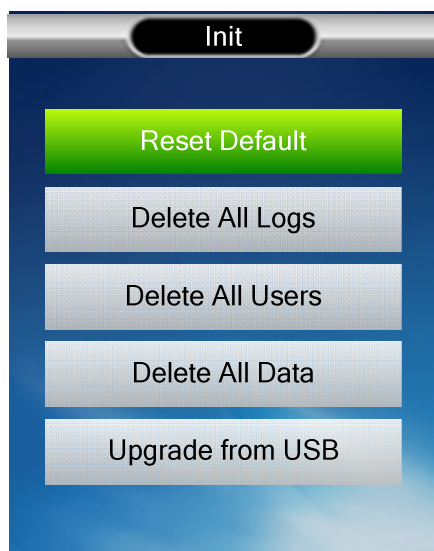 Init
Reset Default
Delete All Logs
Delete All Users
Delete All Data
Upgrade from USB